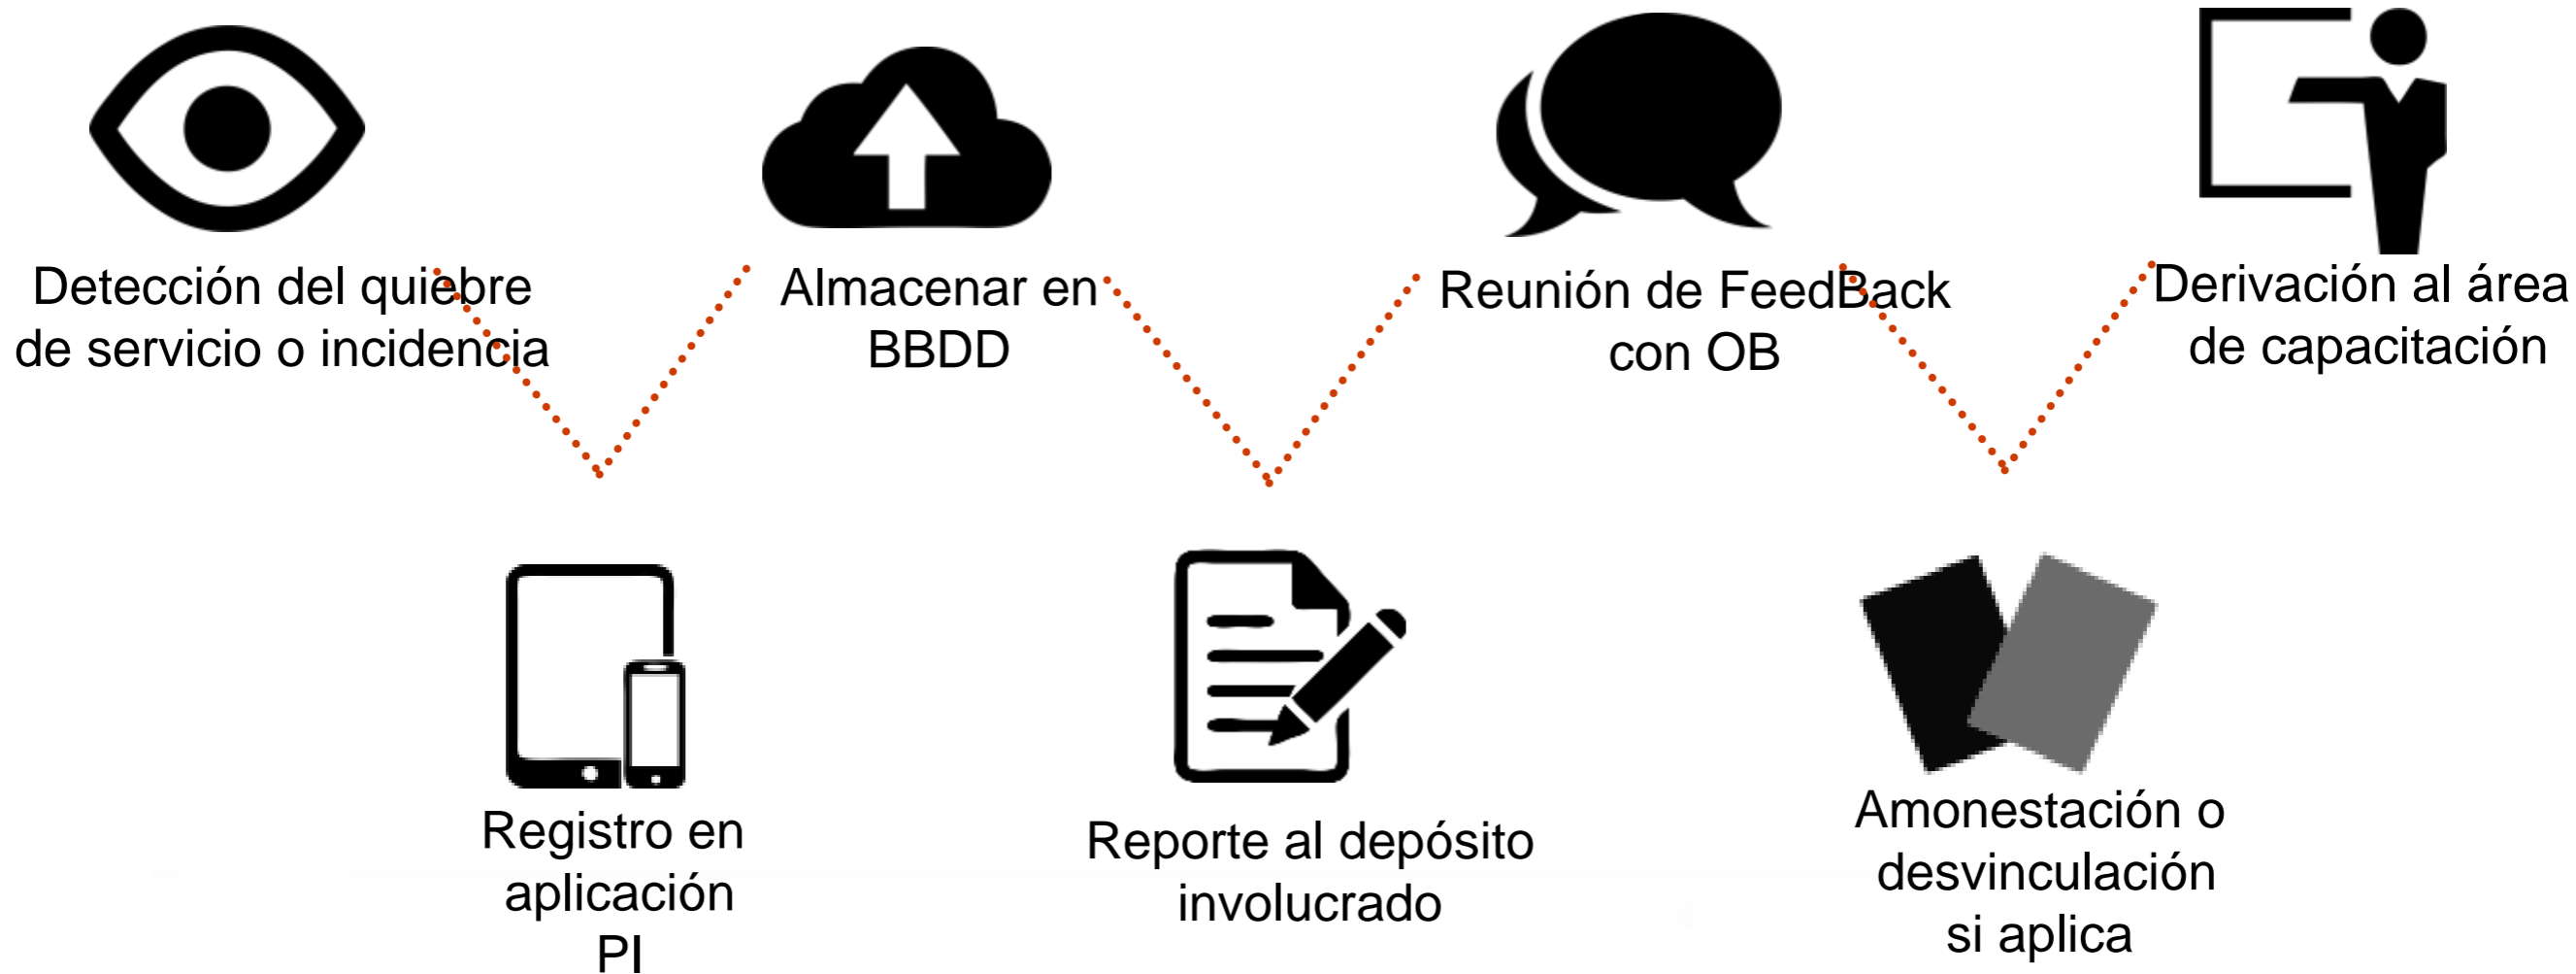 Detección del quiebre
de servicio o incidencia
Almacenar en
BBDD
Reunión de FeedBack
con OB
Derivación al área
de capacitación
Registro en
aplicación
PI
Reporte al depósito
involucrado
Amonestación o
desvinculación
si aplica